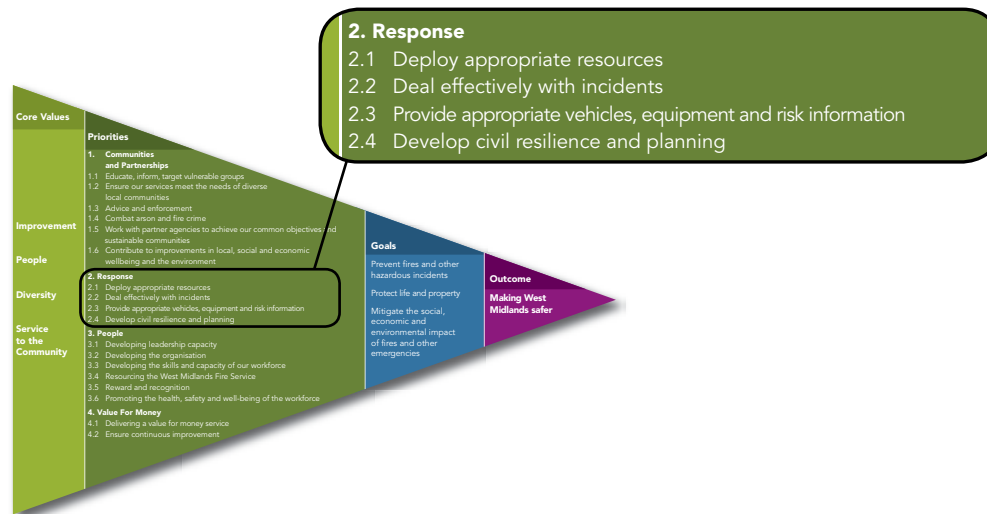 2. Response
2.1 Deploy appropriate resources
2.2 Deal effectively with incidents
2.3 Provide appropriate vehicles, equipment and risk information
2.4 Develop civil resilience and planning
Core Values
Improvement
People
Diversity
Service
to the
Community
Priorities
1. Communities
and Partnerships
1.1 Educate, inform, target vulnerable groups
1.2 Ensure our services meet the needs of diverse
local communities
1.3 Advice and enforcement
1.4 Combat arson and fire crime
1.5 Work with partner agencies to achieve our common objectives and
sustainable communities
1.6 Contribute to improvements in local, social and economic
wellbeing and the environment
2. Response
2.1 Deploy appropriate resources
2.2 Deal effectively with incidents
2.3 Provide appropriate vehicles, equipment and risk information
2.4 Develop civil resilience and planning
3. People
3.1 Developing leadership capacity
3.2 Developing the organisation
3.3 Developing the skills and capacity of our workforce
3.4 Resourcing the West Midlands Fire Service
3.5 Reward and recognition
3.6 Promoting the health, safety and well-being of the workforce
4. Value For Money
4.1 Delivering a value for money service
4.2 Ensure continuous improvement
Goals
Prevent fires and other
hazardous incidents
Protect life and property
Mitigate the social,
economic and
environmental impact
of fires and other
emergencies
Outcome
Making West
Midlands safer